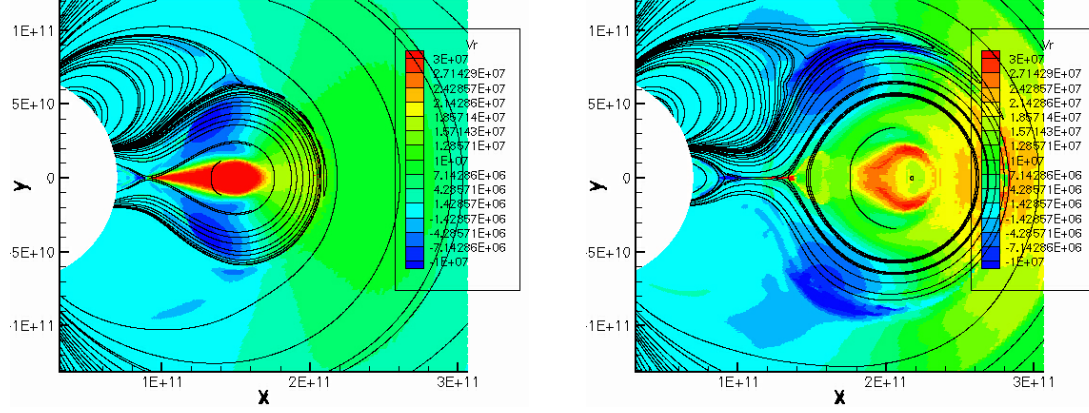 1E+11
5E+10
0
-5E+10
-1E+11
Y
1E+11 2E+11 3E+11
X
Vr
3E+07
2.71429E+07
2.42857E+07
2.14286E+07
1.85714E+07
1.57143E+07
1.28571E+07
1E+07
7.14286E+06
4.28571E+06
1.42857E+06
-1.42857E+06
-4.28571E+06
-7.14286E+06
-1E+07
1E+11
5E+10
0
-5E+10
-1E+11
Y
1E+11 2E+11 3E+11
X
Vr
3E+07
2.71429E+07
2.42857E+07
2.14286E+07
1.85714E+07
1.57143E+07
1.28571E+07
1E+07
7.14286E+06
4.28571E+06
1.42857E+06
-1.42857E+06
-4.28571E+06
-7.14286E+06
-1E+07